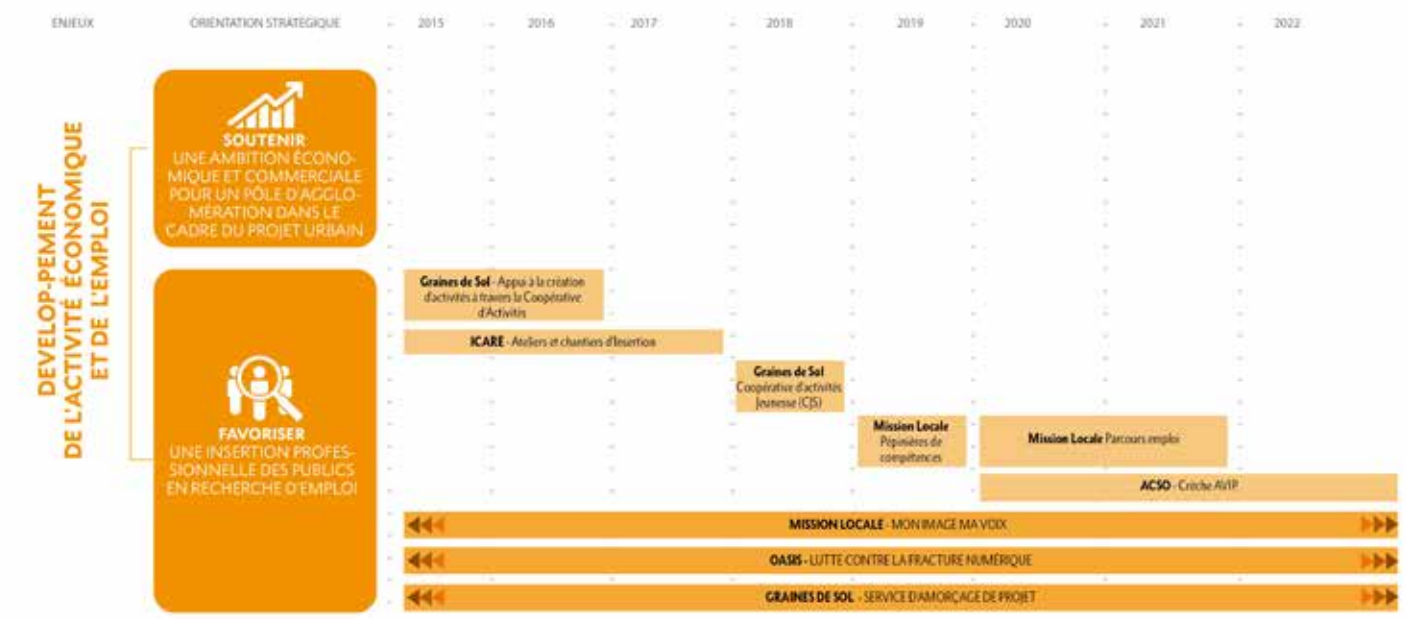 ENJEUX ORIENTATION STRATÉGIQUE 2015 2016 2017 2018 2019 2020 2021 2022
DEVELOP-PEMENT
DE L'ACTIVITÉ ÉCONOMIQUE
ET DE L'EMPLOI
SOUTENIR
UNE AMBITION ÉCONO-
MIQUE ET COMMERCIALE
POUR UN PÔLE D'AGGLO-
MÉRATION DANS LE
CADRE DU PROJET URBAIN
FAVORISER
UNE INSERTION PROFES-
SIONNELLE DES PUBLICS
EN RECHERCHE D'EMPLOI
Graines de Sol - Appui à la création
d'activités à travers la Coopérative
d'Activités
ICARE - Ateliers et chantiers d'Insertion
Graines de Sol
Coopérative d'activités
Jeunesse (CJS)
Mission Locale
Pépinières de
compétences
Mission Locale Parcours emploi
ACSO - Crèche AVIP
MISSION LOCALE - MON IMAGE MA VOIX
OASIS - LUTTE CONTRE LA FRACTURE NUMÉRIQUE
GRAINES DE SOL - SERVICE D'AMORÇAGE DE PROJET